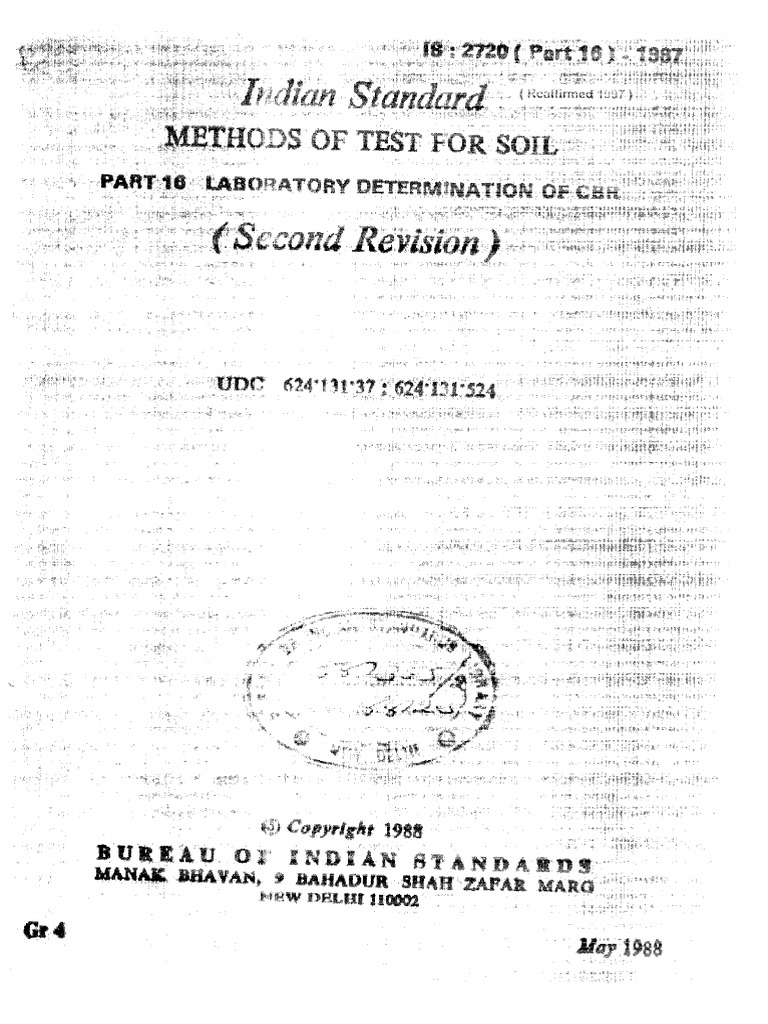 IS : 2720 ( Part 16 ) - 1987
( Reaffirmed 1997 )
Indian Standard
METHODS OF TEST FOR SOIL
PART 16 LABORATORY DETERMINATION OF CBR
( Second Revision )
UDC 624·131·37 : 624·131·524
NEW DELHI
© Copyright 1988
BUREAU OF INDIAN STANDARDS
MANAK BHAVAN, 9 BAHADUR SHAH ZAFAR MARG
NEW DELHI 110002
Gr 4
May 1988